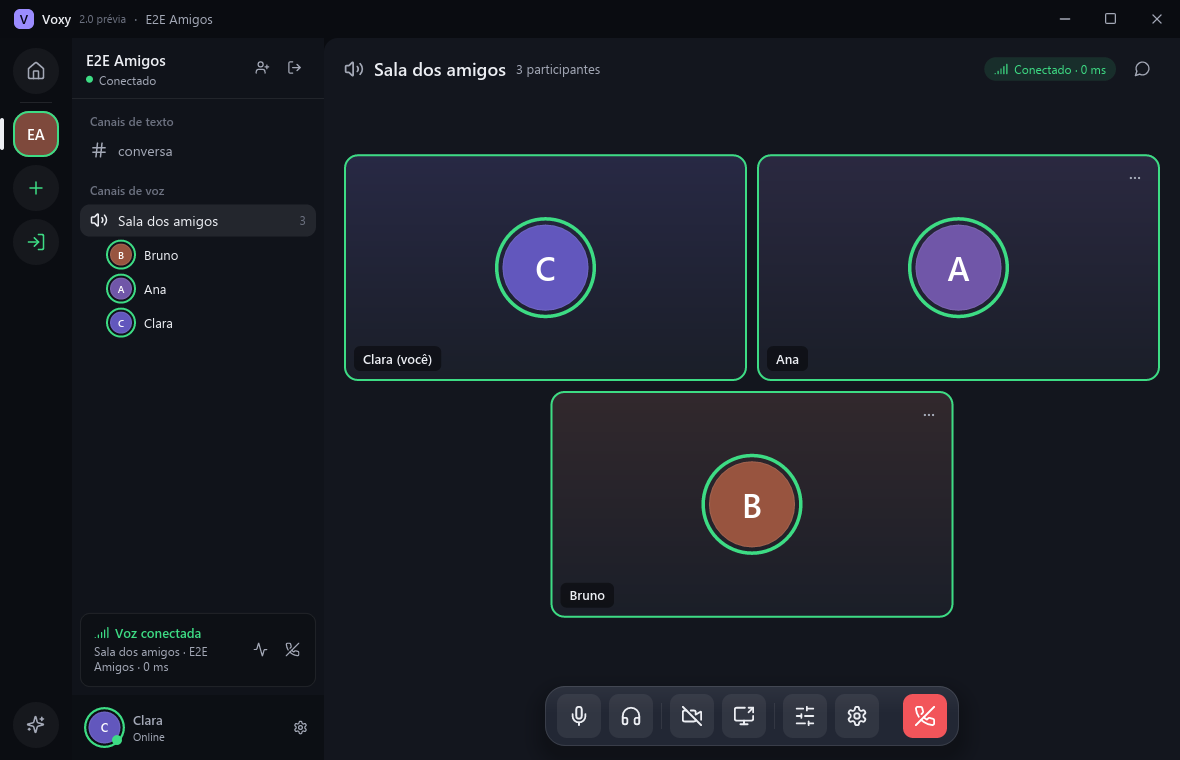 V Voxy 2.0 prévia · E2E Amigos
E2E Amigos
Conectado
EA
Canais de texto
conversa
Canais de voz
Sala dos amigos 3
B Bruno
A Ana
C Clara
Voz conectada
Sala dos amigos · E2E
Amigos · 0 ms
C Clara
Online
Sala dos amigos 3 participantes
Conectado · 0 ms
C
Clara (você)
A
Ana
B
Bruno